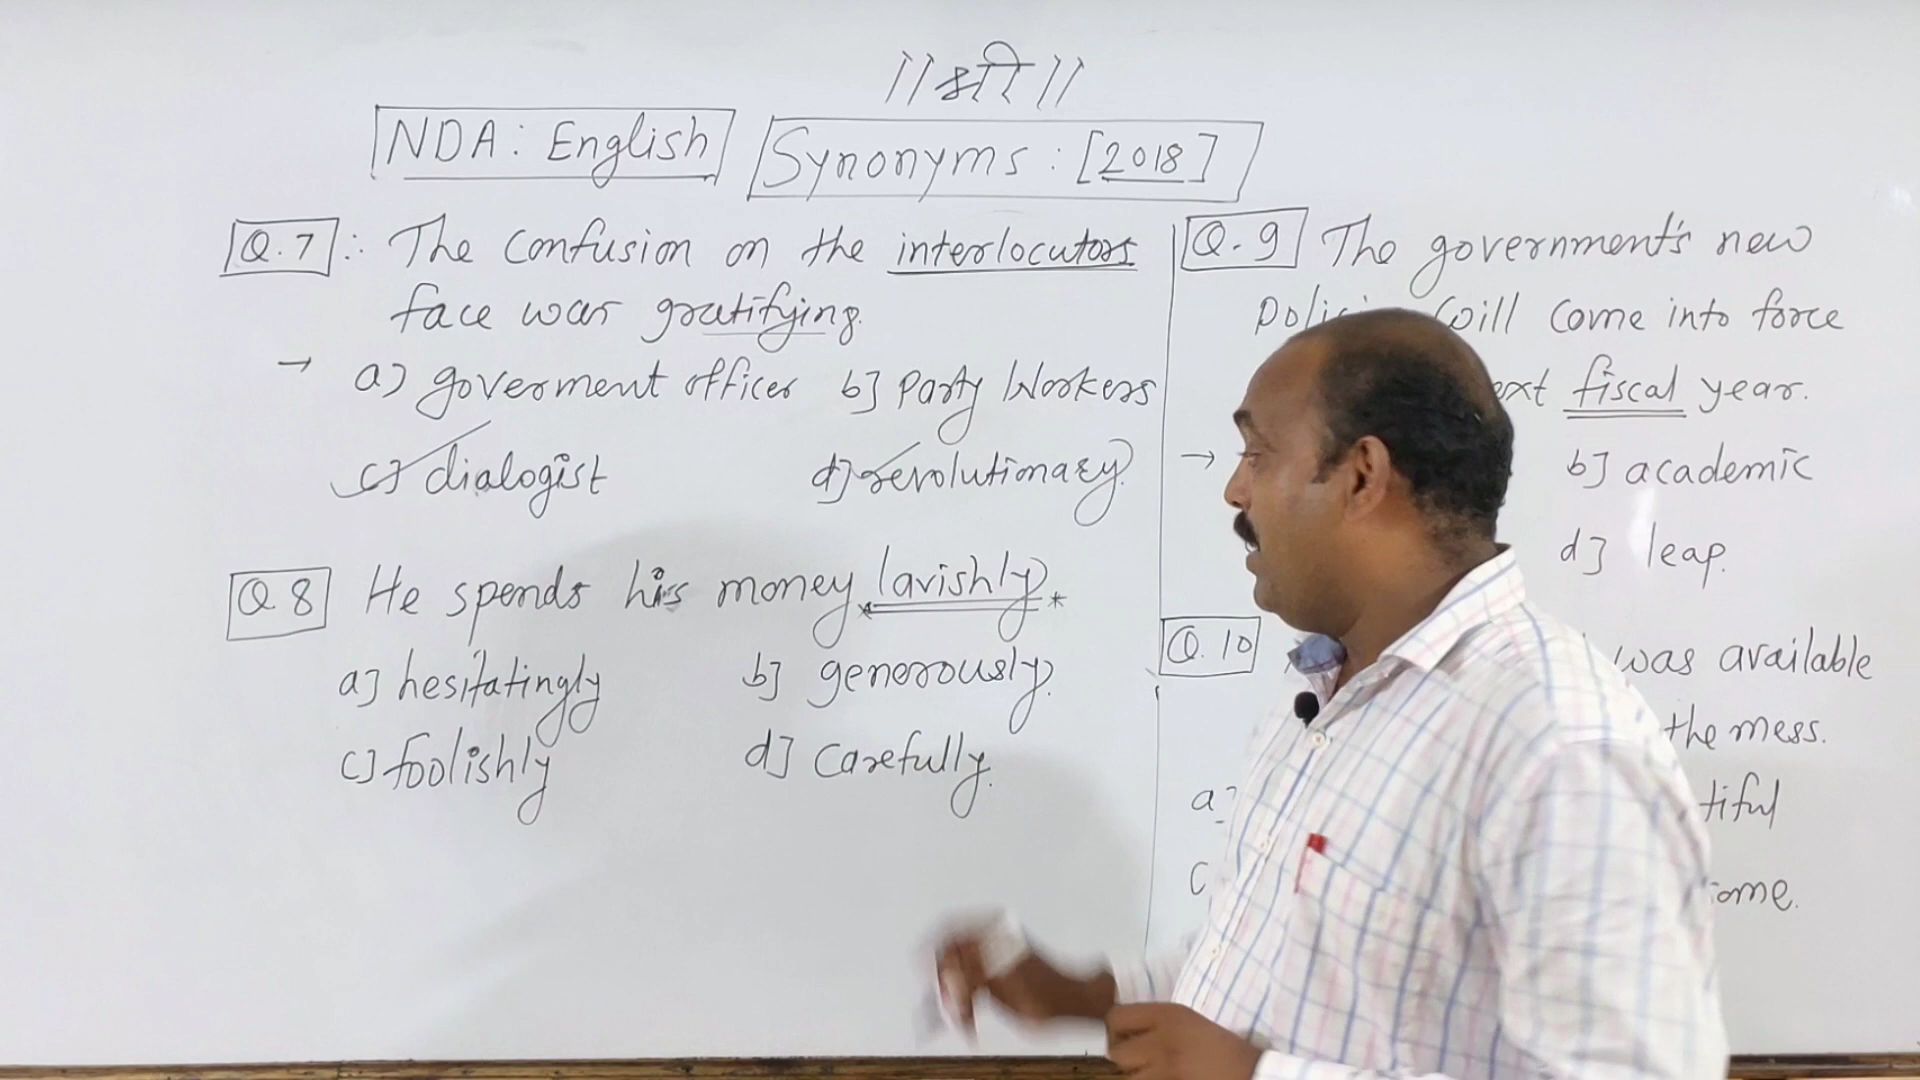 ||श्री||
NDA: English Synonyms: [2018]
Q.7 : The Confusion on the interlocutors
face was gratifying.
→ a) goverment officer b] Party Workers
c) dialogist d) revolutionary.
Q.8 He spends his money lavishly.
a] hesitatingly b] generously.
c] foolishly d] Carefully.
Q.9 The government's new
will come into force
fiscal year.
→ b] academic
d] leap.
Q.10 was available
the mess.
a]
c